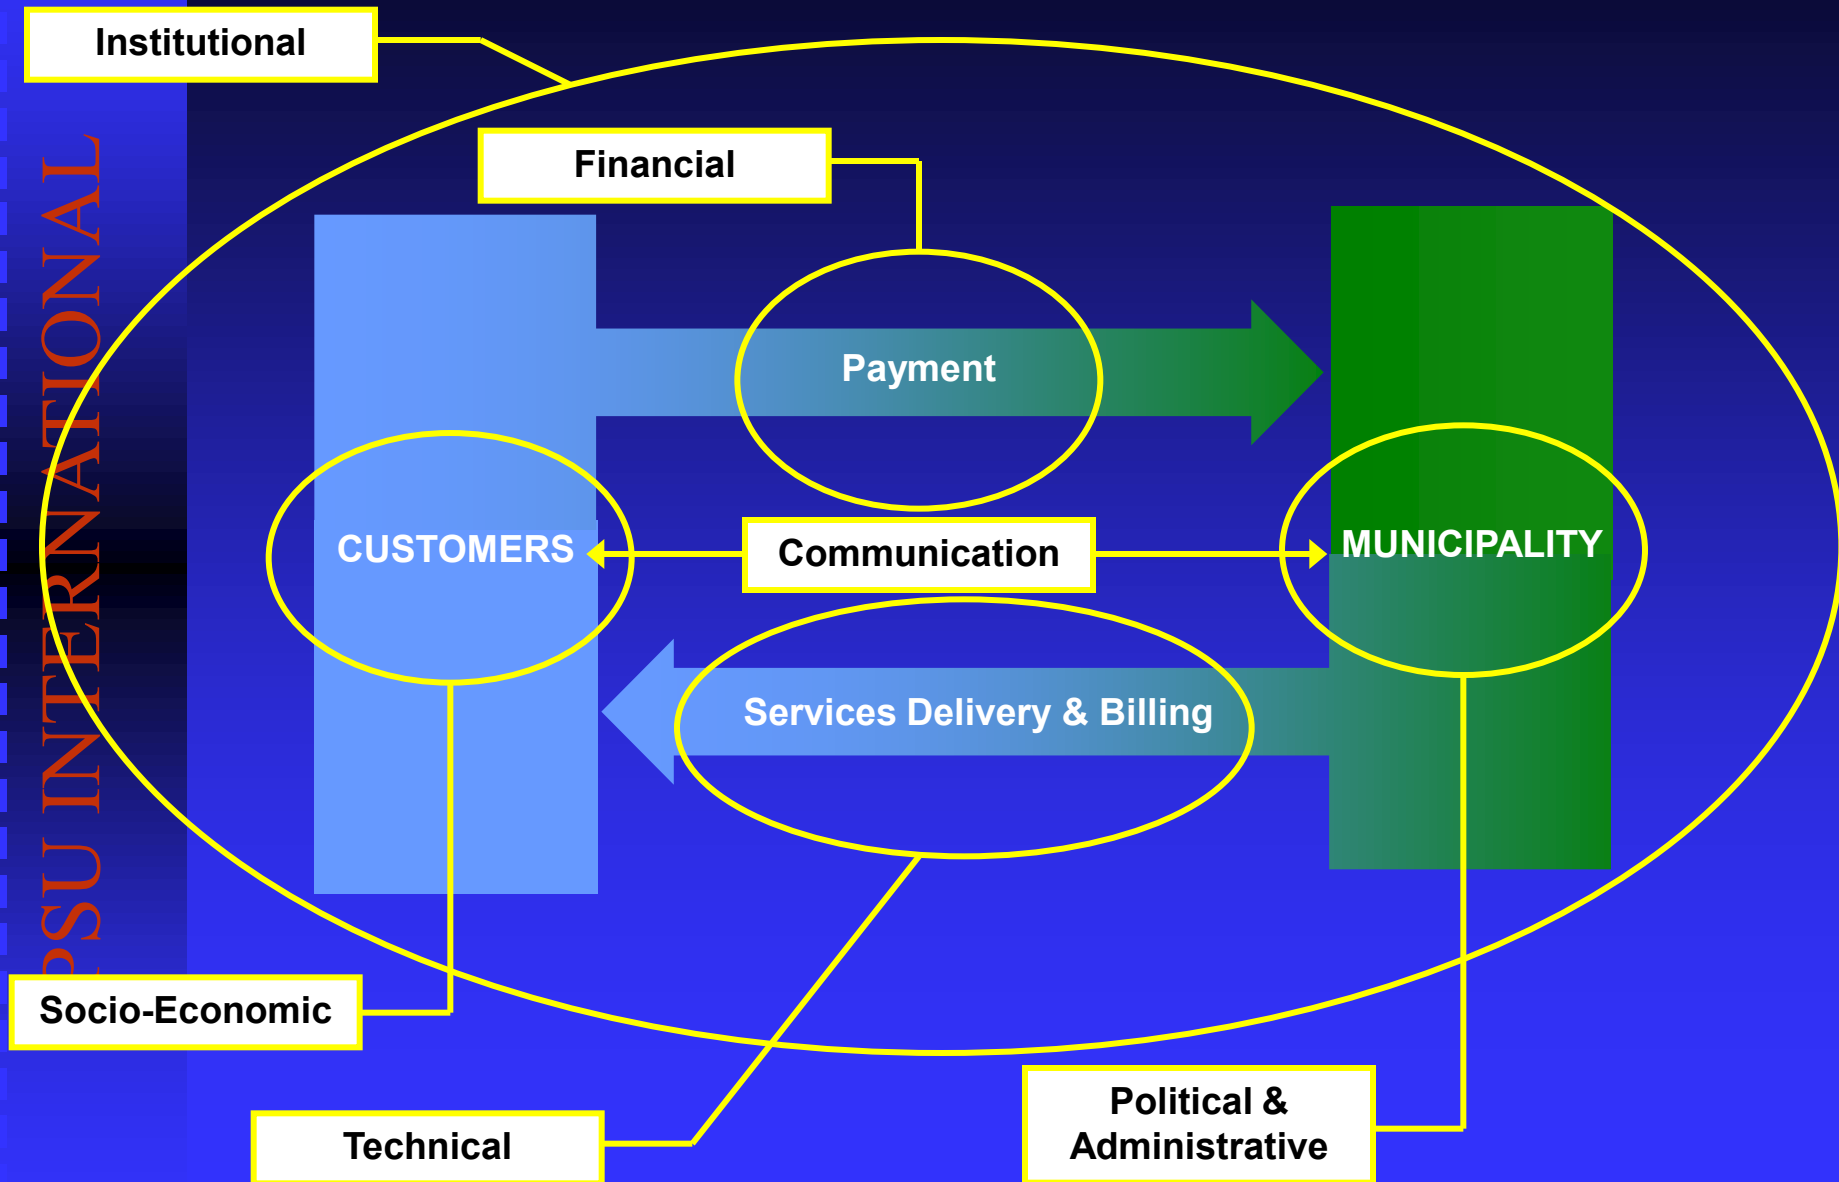 Institutional
Financial
Payment
CUSTOMERS
Communication
MUNICIPALITY
Services Delivery & Billing
Socio-Economic
Technical
Political &
Administrative
PSU INTERNATIONAL